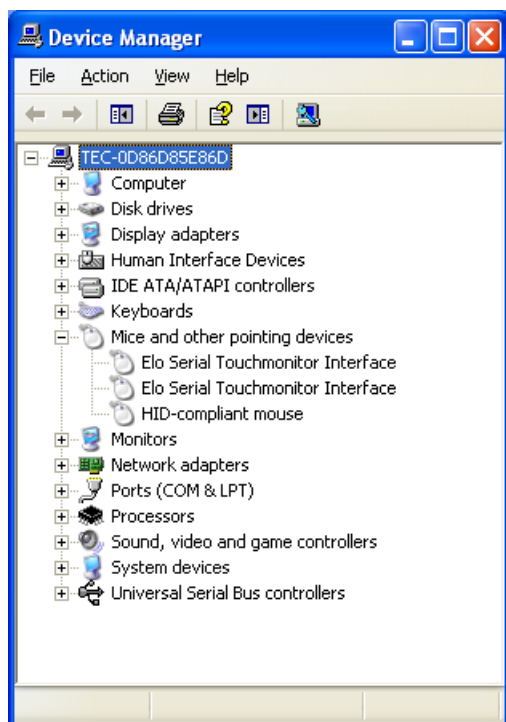 Device Manager
File Action View Help
TEC-0D86D85E86D
Computer
Disk drives
Display adapters
Human Interface Devices
IDE ATA/ATAPI controllers
Keyboards
Mice and other pointing devices
Elo Serial Touchmonitor Interface
Elo Serial Touchmonitor Interface
HID-compliant mouse
Monitors
Network adapters
Ports (COM & LPT)
Processors
Sound, video and game controllers
System devices
Universal Serial Bus controllers